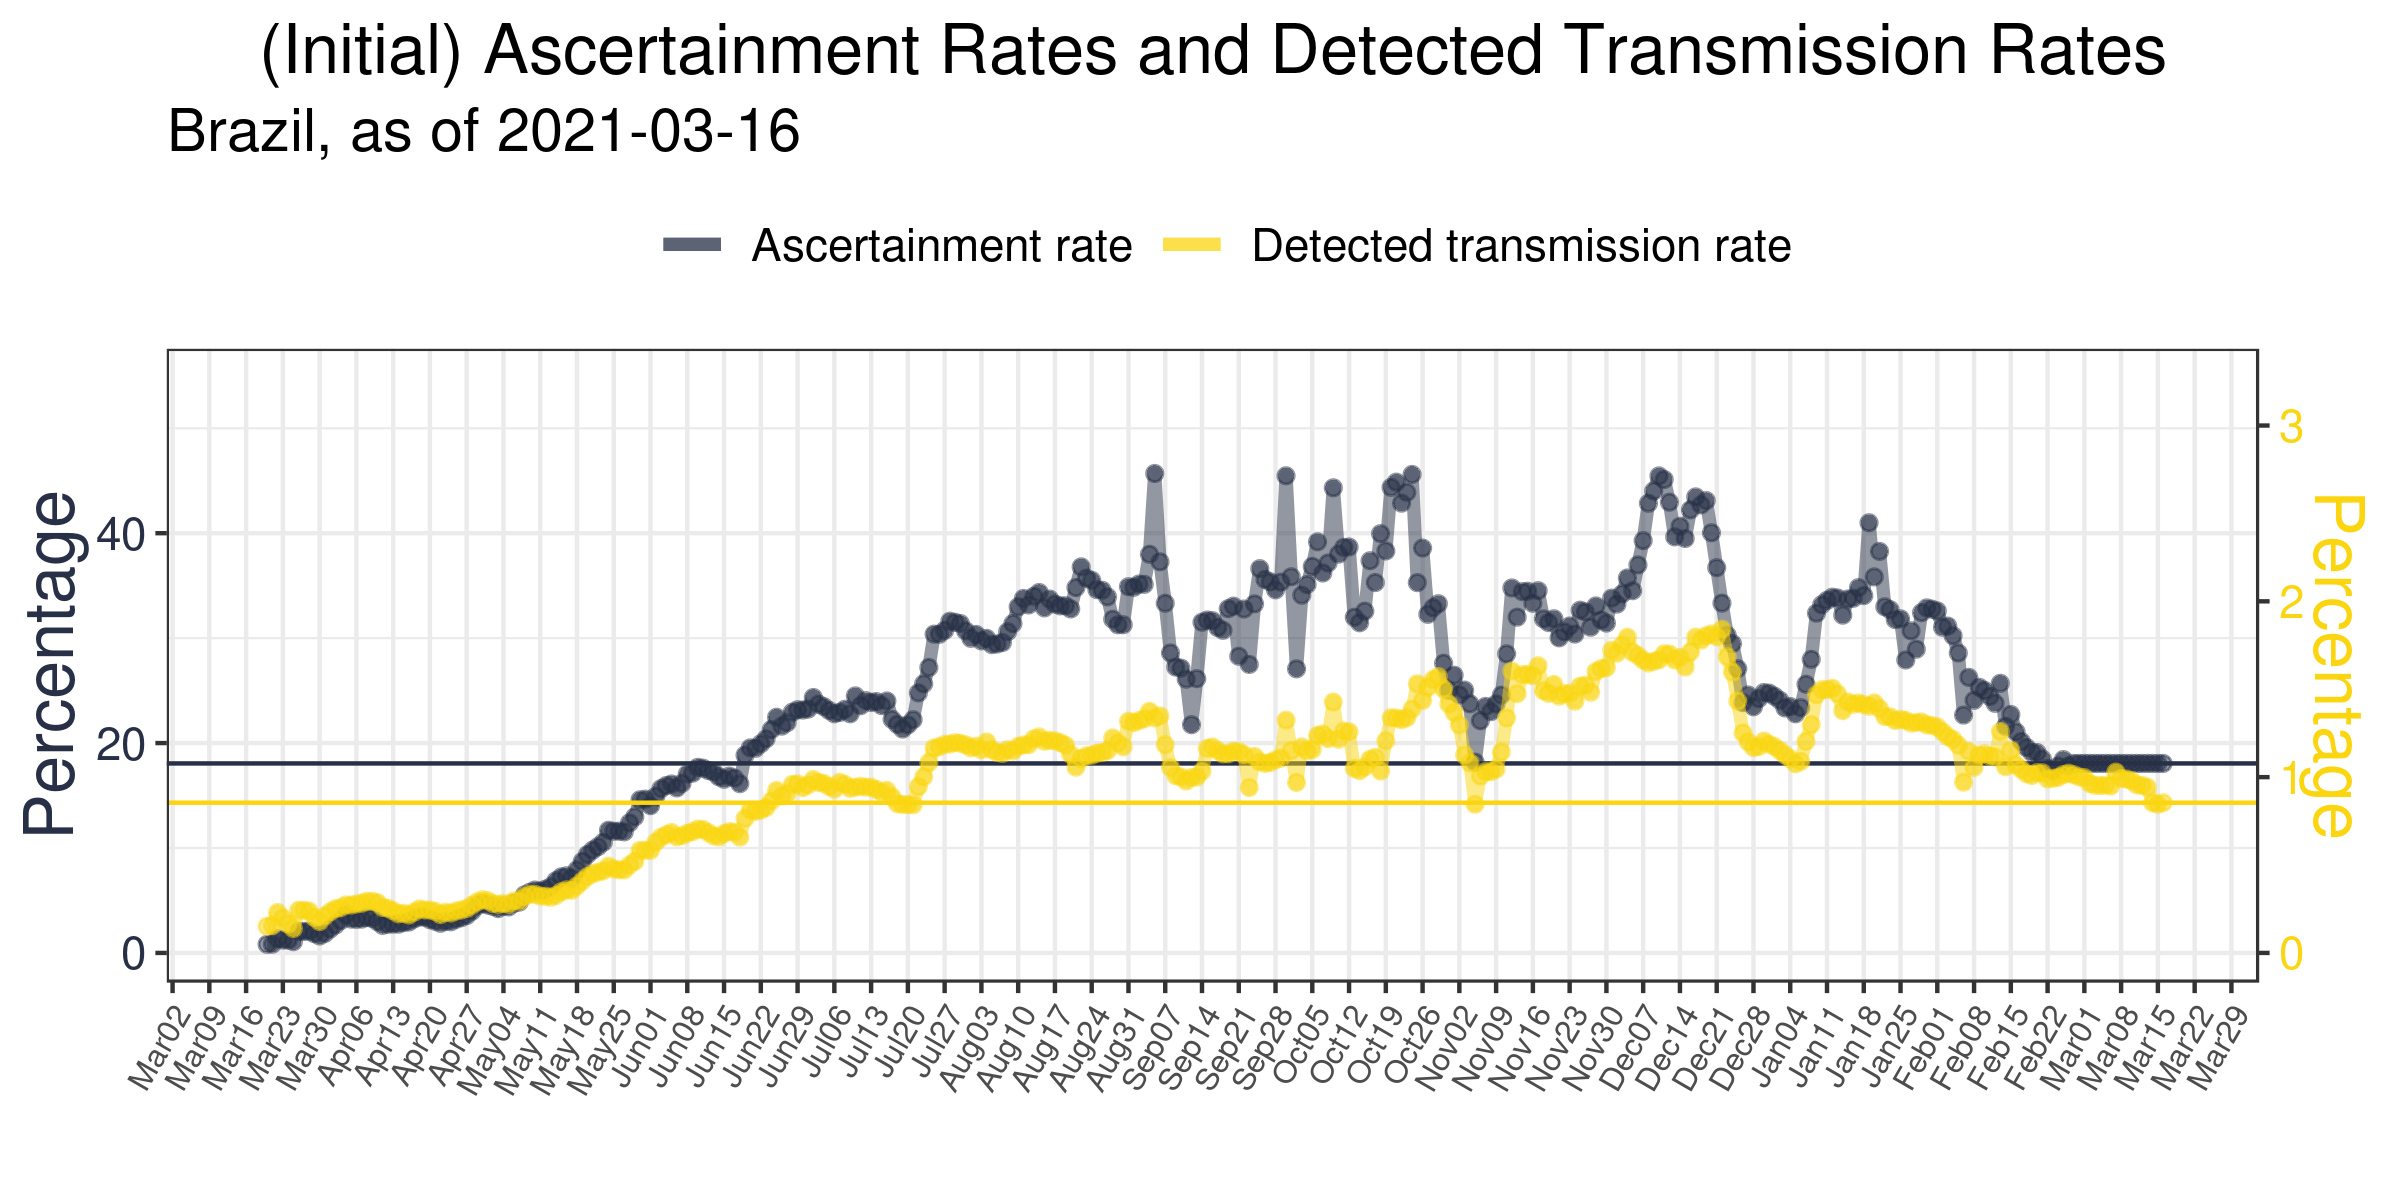 (Initial) Ascertainment Rates and Detected Transmission Rates
Brazil, as of 2021-03-16
Ascertainment rate Detected transmission rate
Percentage
40
20
0
3
2
1
0
Percentage
Mar02 Mar09 Mar16 Mar23 Mar30 Apr06 Apr13 Apr20 Apr27 May04 May11 May18 May25 Jun01 Jun08 Jun15 Jun22 Jun29 Jul06 Jul13 Jul20 Jul27 Aug03 Aug10 Aug17 Aug24 Aug31 Sep07 Sep14 Sep21 Sep28 Oct05 Oct12 Oct19 Oct26 Nov02 Nov09 Nov16 Nov23 Nov30 Dec07 Dec14 Dec21 Dec28 Jan04 Jan11 Jan18 Jan25 Feb01 Feb08 Feb15 Feb22 Mar01 Mar08 Mar15 Mar22 Mar29